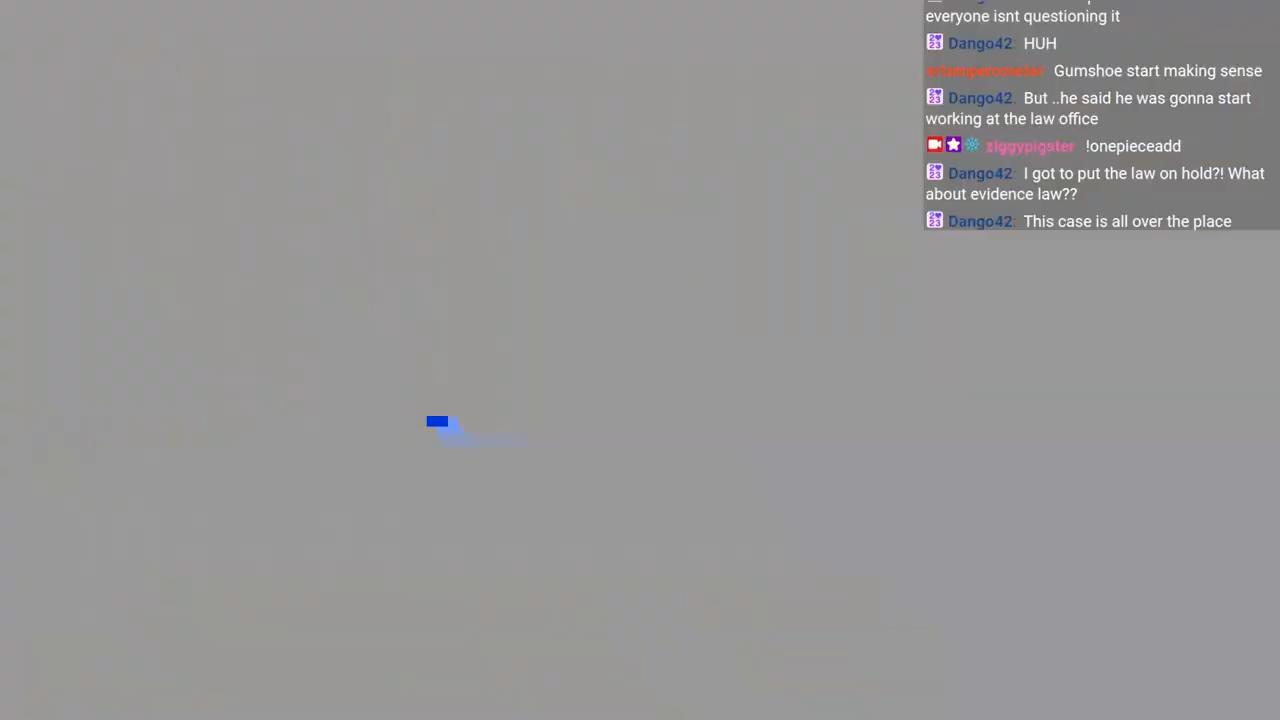 everyone isnt questioning it
Dango42: HUH
Gumshoe start making sense
Dango42: But ..he said he was gonna start
working at the law office
ziggypigster !onepieceadd
Dango42: I got to put the law on hold?! What
about evidence law??
Dango42: This case is all over the place